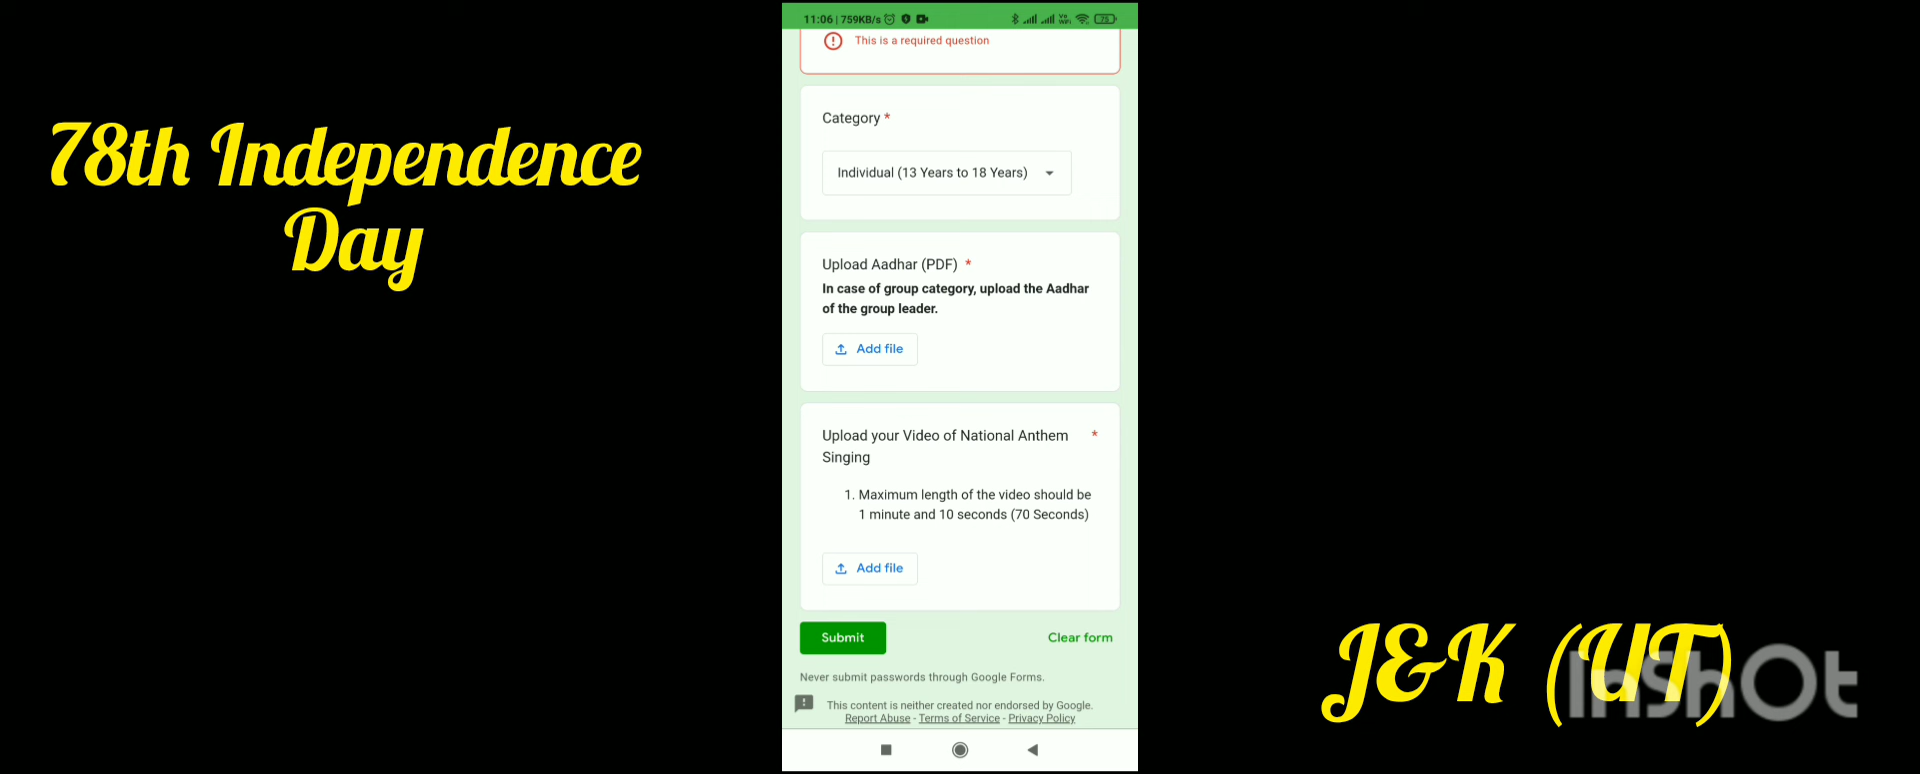 78th Independence
Day
11:06 | 759KB/s
75
This is a required question
Category *
Individual (13 Years to 18 Years)
Upload Aadhar (PDF) *
In case of group category, upload the Aadhar
of the group leader.
Add file
Upload your Video of National Anthem *
Singing
1. Maximum length of the video should be
1 minute and 10 seconds (70 Seconds)
Add file
Submit
Clear form
Never submit passwords through Google Forms.
This content is neither created nor endorsed by Google.
Report Abuse - Terms of Service - Privacy Policy
J&K (UT)
InShOt